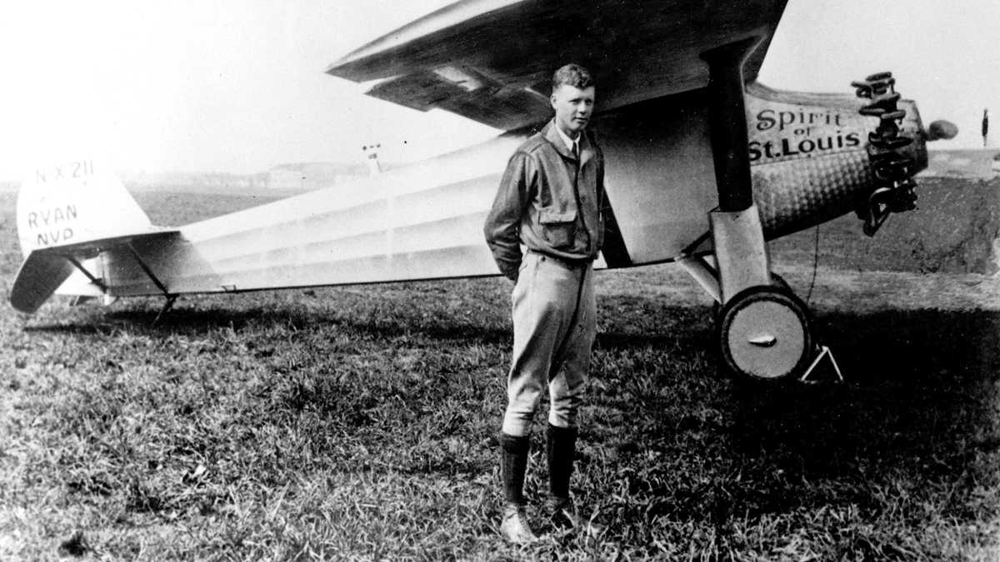 N-X-211
RYAN
NYP
Spirit
of
St. Louis